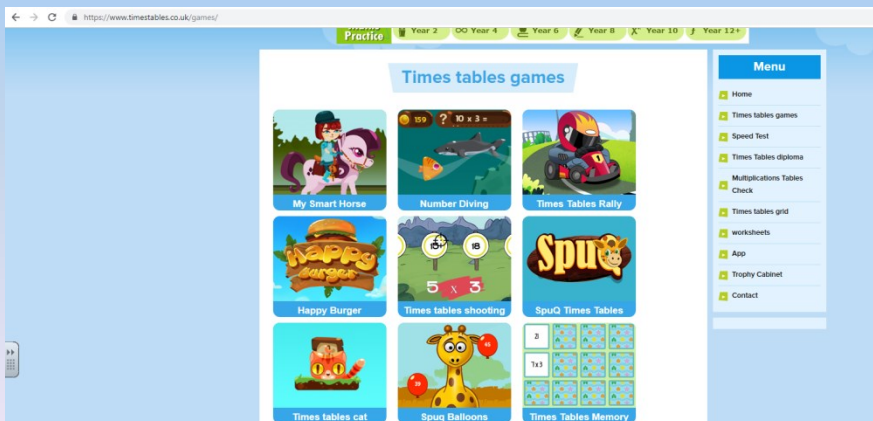 https://www.timestables.co.uk/games/
Practice
Year 2
Year 4
Year 6
Year 8
X" Year 10
Year 12+
Times tables games
159 ? 10 x 3 =
My Smart Horse
Number Diving
Times Tables Rally
Happy Burger
18
5 x 3
SpuQ
Happy Burger
Times tables shooting
SpuQ Times Tables
45
39
21
7x3
Times tables cat
Spuq Balloons
Times Tables Memory
Menu
Home
Times tables games
Speed Test
Times Tables diploma
Multiplications Tables
Check
Times tables grid
worksheets
App
Trophy Cabinet
Contact